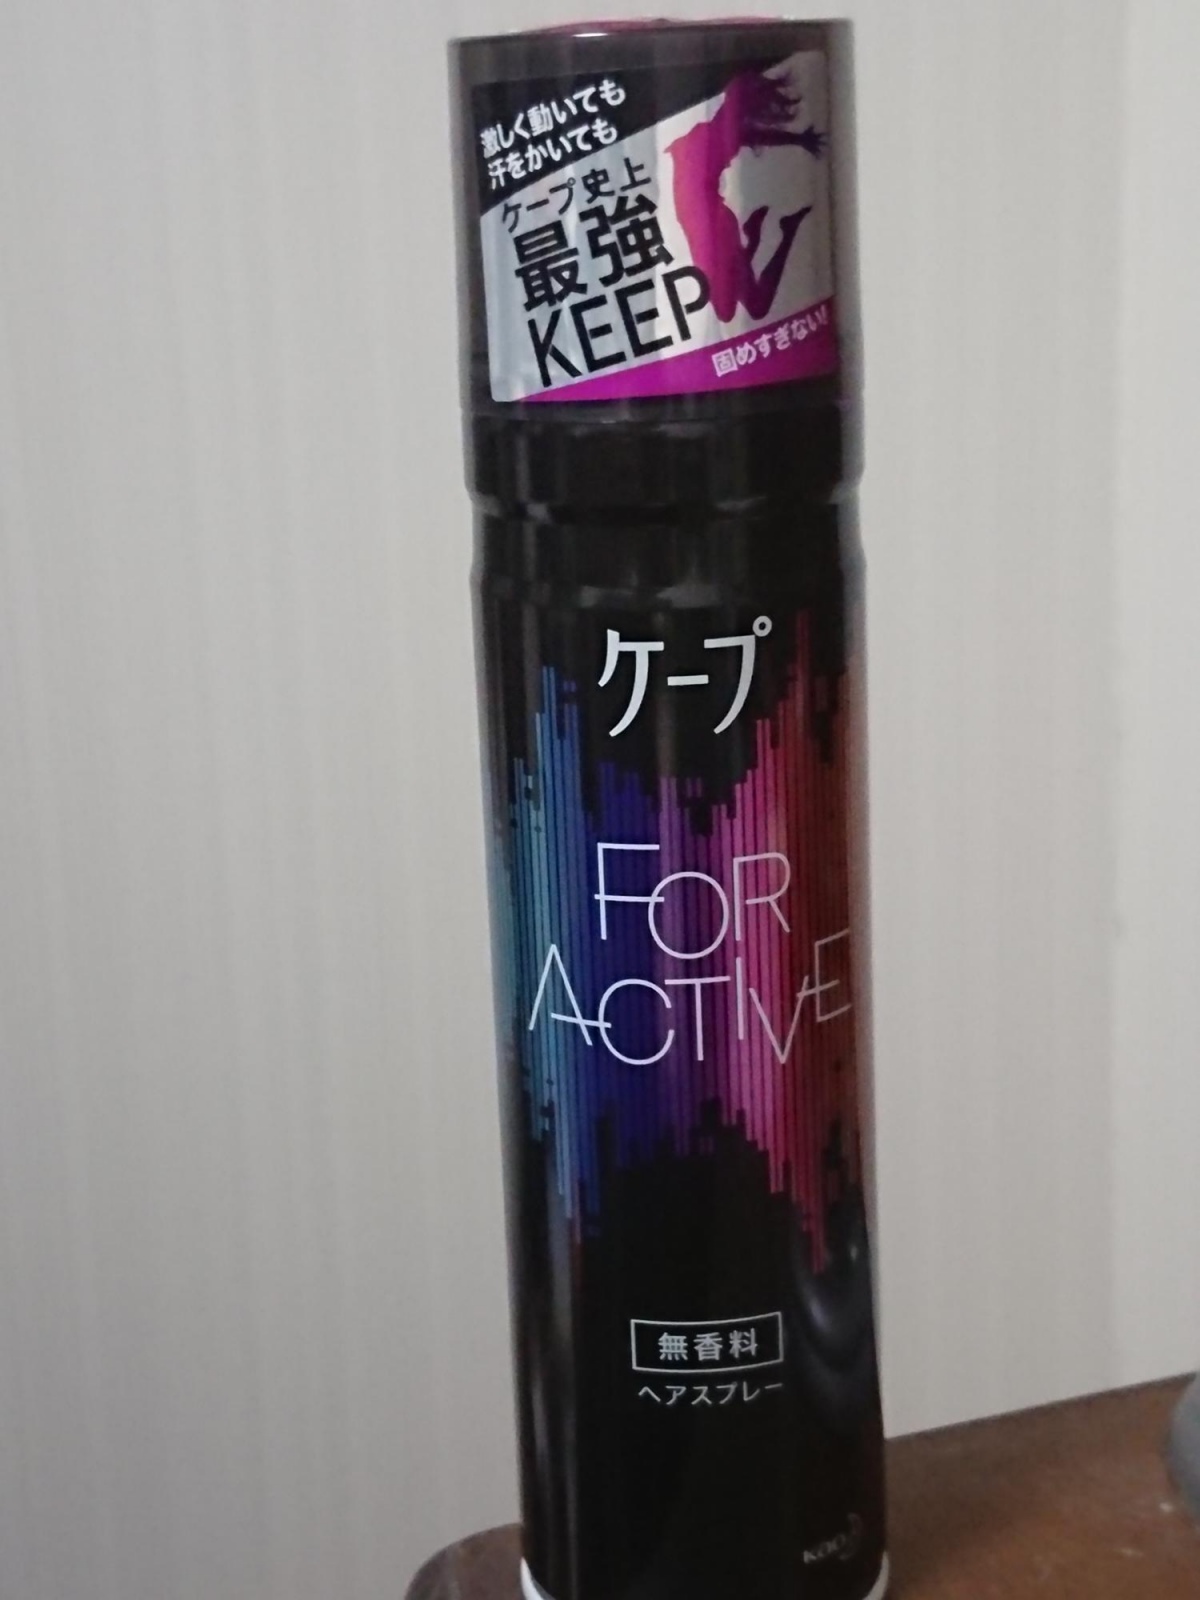 激しく動いても
汗をかいても
ケープ史上
最強
KEEP
固めすぎない!
ケープ
FOR
ACTIVE
無香料
ヘアスプレー
Kao